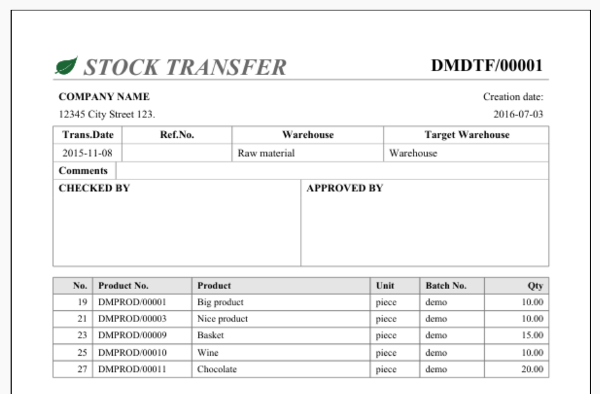 STOCK TRANSFER DMDTF/00001
COMPANY NAME Creation date:
12345 City Street 123. 2016-07-03
Trans.Date Ref.No. Warehouse Target Warehouse
2015-11-08 Raw material Warehouse
Comments
CHECKED BY APPROVED BY
No. Product No. Product Unit Batch No. Qty
19 DMPROD/00001 Big product piece demo 10.00
21 DMPROD/00003 Nice product piece demo 10.00
23 DMPROD/00009 Basket piece demo 15.00
25 DMPROD/00010 Wine piece demo 10.00
27 DMPROD/00011 Chocolate piece demo 20.00